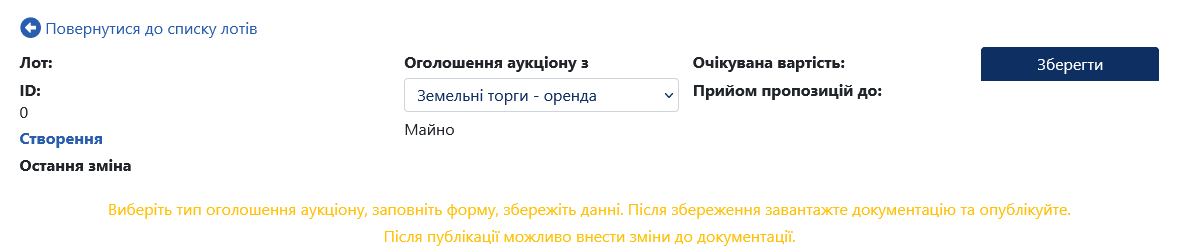 Повернутися до списку лотів
Лот:
ID:
0
Створення
Остання зміна
Оголошення аукціону з
Земельні торги - оренда
Майно
Очікувана вартість:
Прийом пропозицій до:
Зберегти
Виберіть тип оголошення аукціону, заповніть форму, збережіть данні. Після збереження завантажте документацію та опублікуйте.
Після публікації можливо внести зміни до документації.